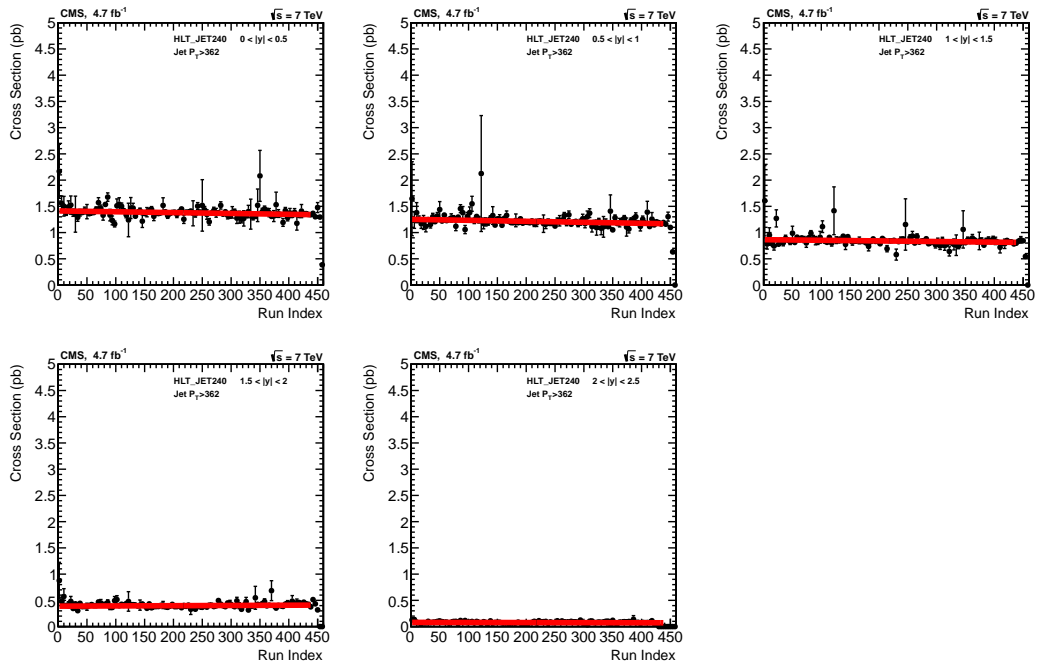 CMS, 4.7 fb⁻¹ √s = 7 TeV
HLT_JET240 0 < |y| < 0.5
Jet P_T>362
Cross Section (pb)
5
4.5
4
3.5
3
2.5
2
1.5
1
0.5
0
0 50 100 150 200 250 300 350 400 450
Run Index
CMS, 4.7 fb⁻¹ √s = 7 TeV
HLT_JET240 0.5 < |y| < 1
Jet P_T>362
Cross Section (pb)
5
4.5
4
3.5
3
2.5
2
1.5
1
0.5
0
0 50 100 150 200 250 300 350 400 450
Run Index
CMS, 4.7 fb⁻¹ √s = 7 TeV
HLT_JET240 1 < |y| < 1.5
Jet P_T>362
Cross Section (pb)
5
4.5
4
3.5
3
2.5
2
1.5
1
0.5
0
0 50 100 150 200 250 300 350 400 450
Run Index
CMS, 4.7 fb⁻¹ √s = 7 TeV
HLT_JET240 1.5 < |y| < 2
Jet P_T>362
Cross Section (pb)
5
4.5
4
3.5
3
2.5
2
1.5
1
0.5
0
0 50 100 150 200 250 300 350 400 450
Run Index
CMS, 4.7 fb⁻¹ √s = 7 TeV
HLT_JET240 2 < |y| < 2.5
Jet P_T>362
Cross Section (pb)
5
4.5
4
3.5
3
2.5
2
1.5
1
0.5
0
0 50 100 150 200 250 300 350 400 450
Run Index